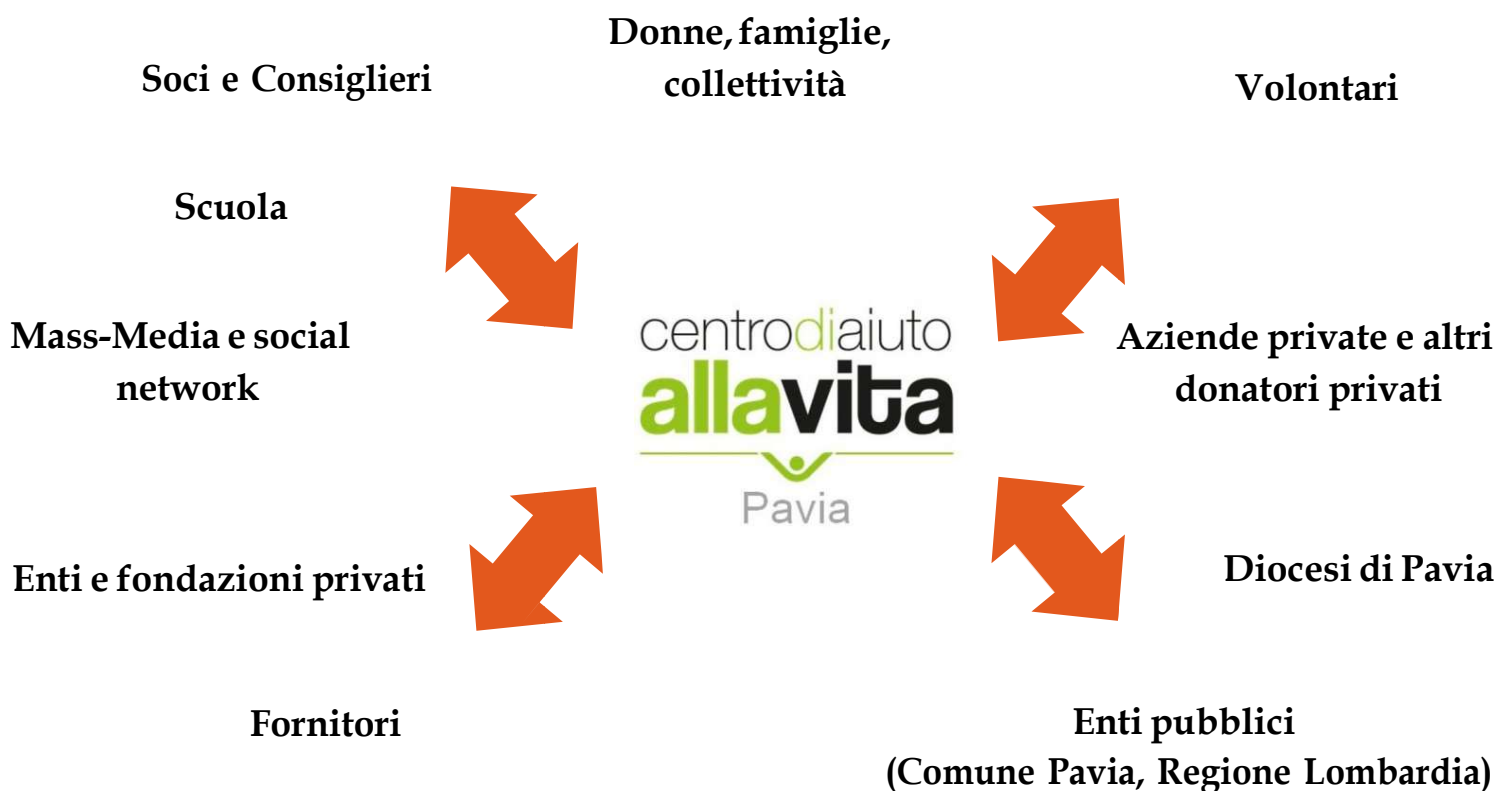 Donne, famiglie,
collettività
Soci e Consiglieri
Volontari
Scuola
Mass-Media e social
network
centrodiaiuto
allavita
Pavia
Aziende private e altri
donatori privati
Enti e fondazioni privati
Diocesi di Pavia
Fornitori
Enti pubblici
(Comune Pavia, Regione Lombardia)